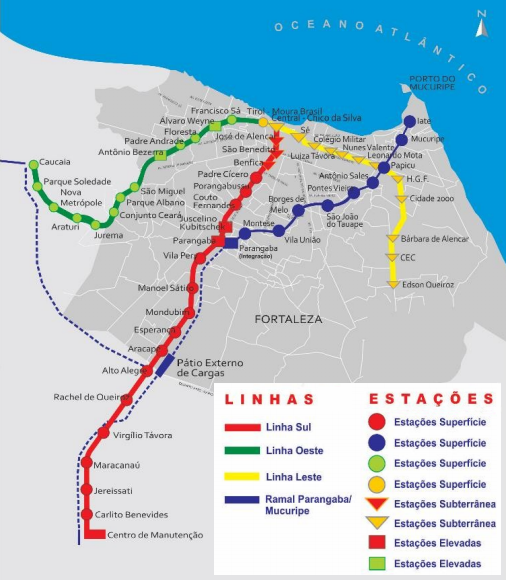 OCEANO ATLÂNTICO
N
PORTO DO
MUCURIPE
Francisco Sá
Tirol - Moura Brasil
Central - Chico da Silva
Álvaro Weyne
Floresta
José de Alencar
Sé
Padre Andrade
São Benedito
Colégio Militar
Antônio Bezerra
Luiza Távora
Nunes Valente
Leonardo Mota
Iate
Mucuripe
Papicu
Benfica
Caucaia
Padre Cícero
Antônio Sales
H.G.F.
Parque Soledade
Porangabussu
Pontes Vieira
Nova
Metrópole
São Miguel
Parque Albano
Couto
Fernandes
Borges de
Melo
Cidade 2000
Conjunto Ceará
Juscelino
Kubitschek
Montese
São João
do Tauape
Araturi
Jurema
Parangaba
Parangaba
(Integração)
Vila União
Bárbara de Alencar
Vila Pery
CEC
Manoel Sátiro
Edson Queiroz
Mondubim
FORTALEZA
Esperança
Aracapé
Pátio Externo
de Cargas
Alto Alegre
Rachel de Queiroz
Virgílio Távora
Maracanaú
Jereissati
Carlito Benevides
Centro de Manutenção
LINHAS
Linha Sul
Linha Oeste
Linha Leste
Ramal Parangaba/
Mucuripe
ESTAÇÕES
Estações Superfície
Estações Superfície
Estações Superfície
Estações Superfície
Estações Subterrânea
Estações Subterrânea
Estações Elevadas
Estações Elevadas